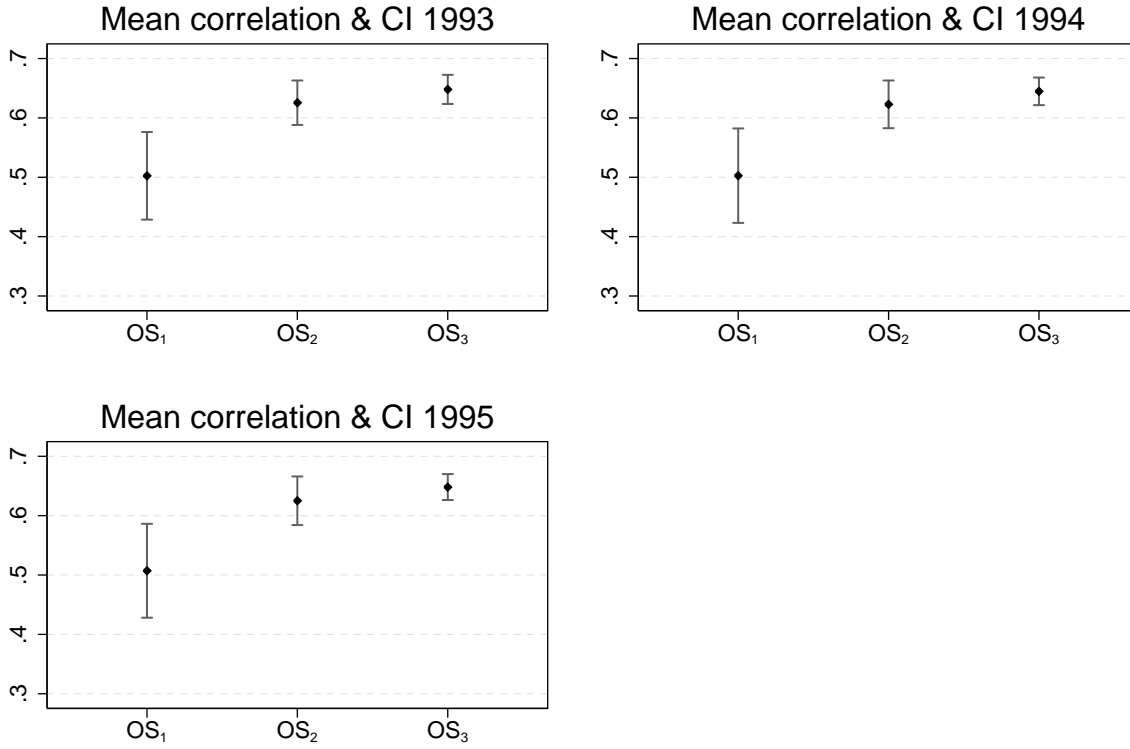 Mean correlation & CI 1993
.7
.6
.5
.4
.3
OS₁ OS₂ OS₃
Mean correlation & CI 1994
.7
.6
.5
.4
.3
OS₁ OS₂ OS₃
Mean correlation & CI 1995
.7
.6
.5
.4
.3
OS₁ OS₂ OS₃